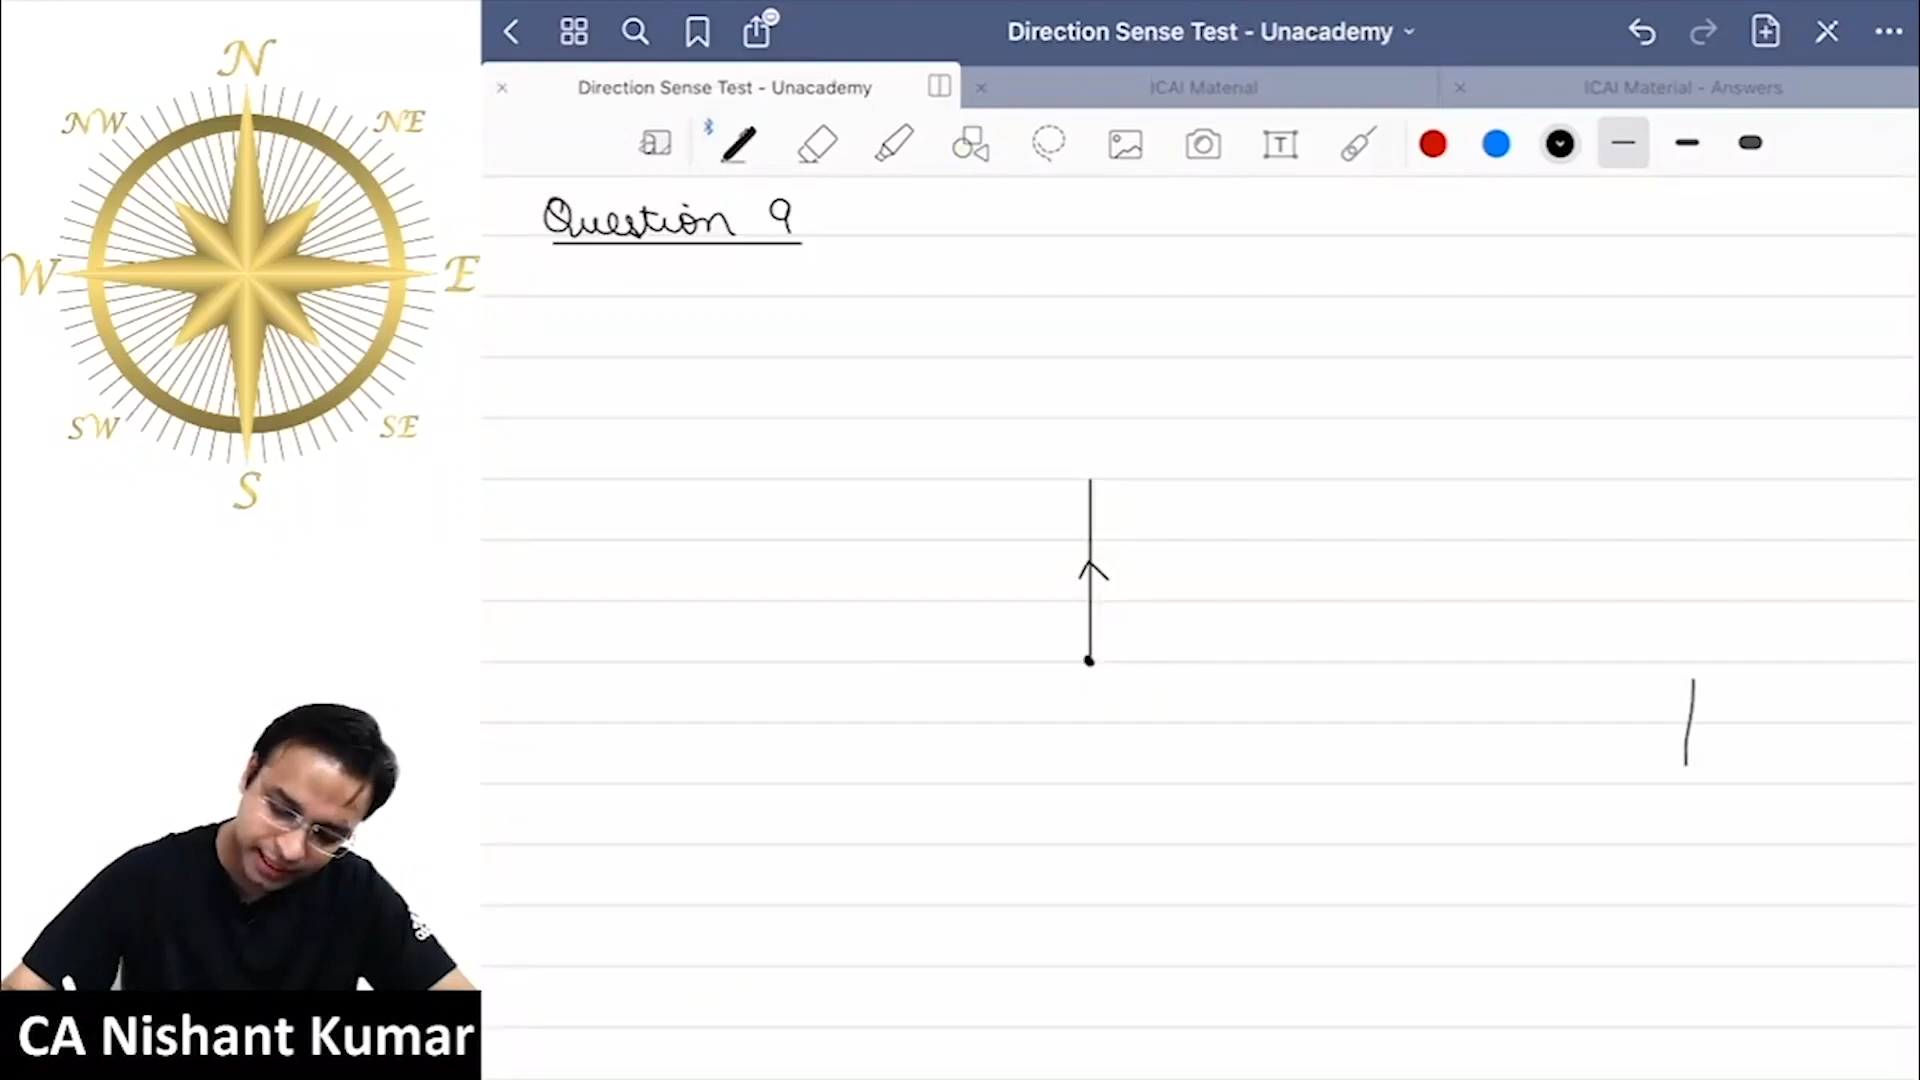 N
NW
NE
W
E
SW
SE
S
Direction Sense Test - Unacademy
Direction Sense Test - Unacademy
ICAI Material
ICAI Material - Answers
a
T
Question 9
CA Nishant Kumar